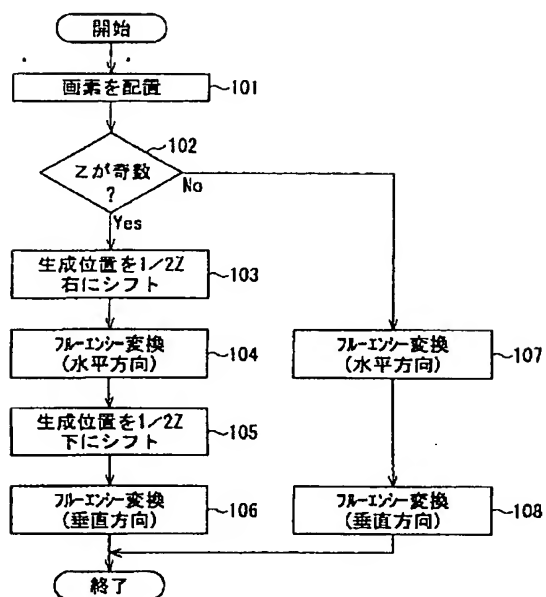 開始
画素を配置
101
102
Zが奇数
?
No
Yes
生成位置を1/2Z
右にシフト
103
フルーエンシー変換
(水平方向)
104
フルーエンシー変換
(水平方向)
107
生成位置を1/2Z
下にシフト
105
フルーエンシー変換
(垂直方向)
106
フルーエンシー変換
(垂直方向)
108
終了